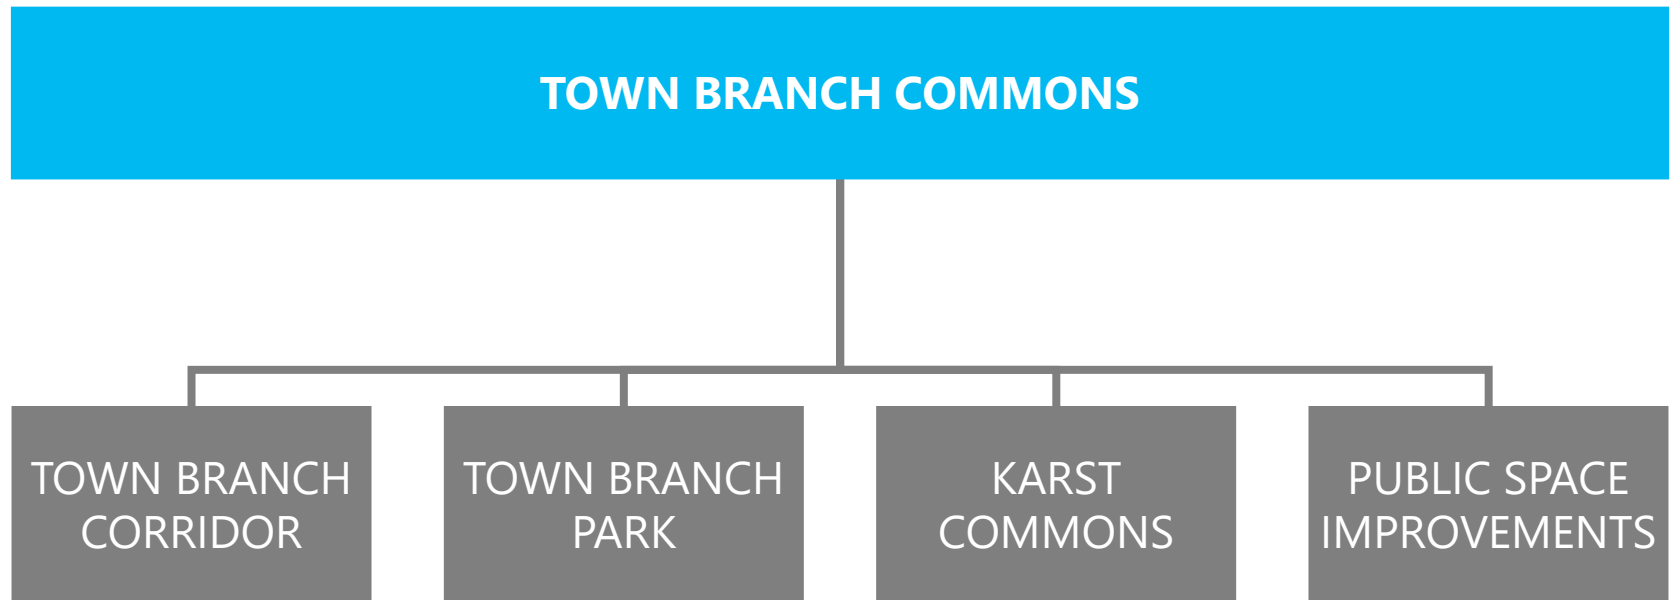 TOWN BRANCH COMMONS
TOWN BRANCH
CORRIDOR
TOWN BRANCH
PARK
KARST
COMMONS
PUBLIC SPACE
IMPROVEMENTS